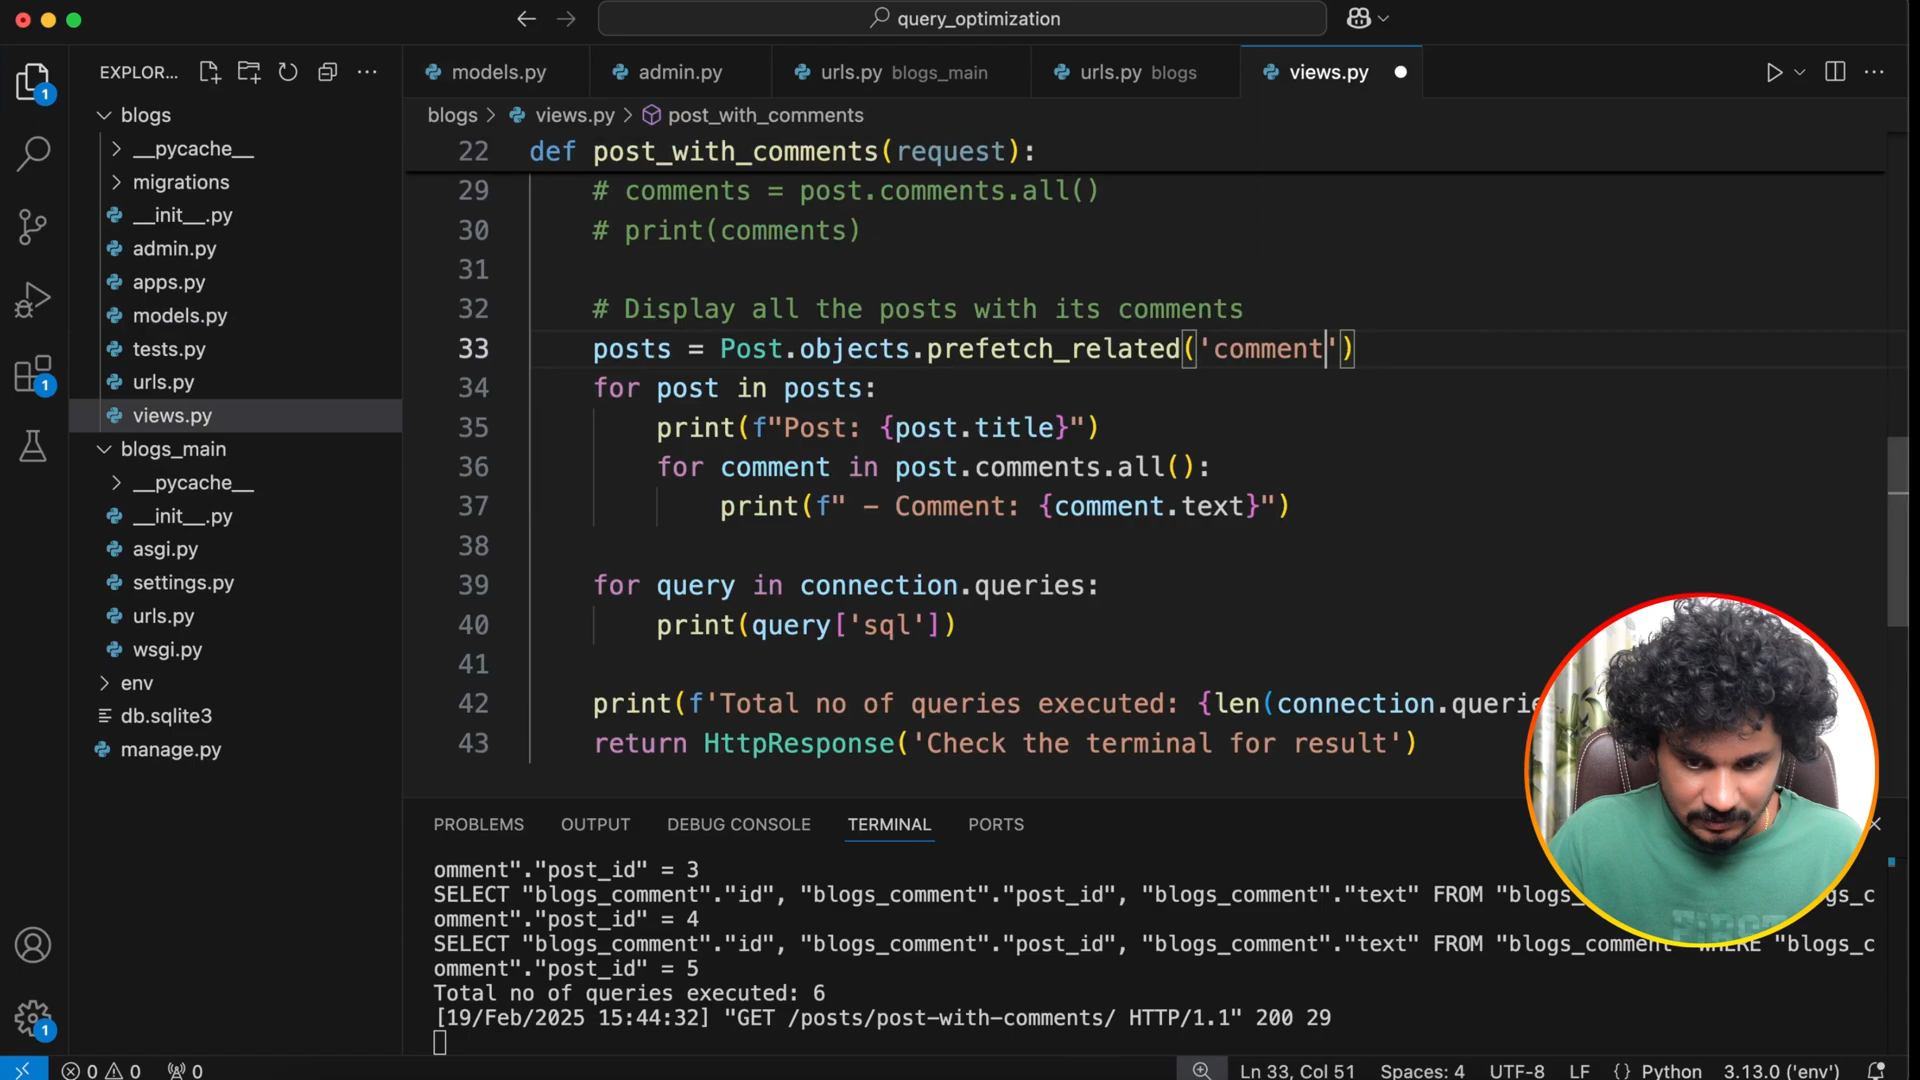 query_optimization
EXPLOR...
models.py
admin.py
urls.py blogs_main
urls.py blogs
views.py
blogs > views.py > post_with_comments
1
1
1
blogs
__pycache__
migrations
__init__.py
admin.py
apps.py
models.py
tests.py
urls.py
views.py
blogs_main
__pycache__
__init__.py
asgi.py
settings.py
urls.py
wsgi.py
env
db.sqlite3
manage.py
22 def post_with_comments(request):
29 # comments = post.comments.all()
30 # print(comments)
31
32 # Display all the posts with its comments
33 posts = Post.objects.prefetch_related('comment')
34 for post in posts:
35 print(f"Post: {post.title}")
36 for comment in post.comments.all():
37 print(f" - Comment: {comment.text}")
38
39 for query in connection.queries:
40 print(query['sql'])
41
42 print(f'Total no of queries executed: {len(connection.querie
43 return HttpResponse('Check the terminal for result')
PROBLEMS OUTPUT DEBUG CONSOLE TERMINAL PORTS
omment"."post_id" = 3
SELECT "blogs_comment"."id", "blogs_comment"."post_id", "blogs_comment"."text" FROM "blogs_ gs_c
omment"."post_id" = 4
SELECT "blogs_comment"."id", "blogs_comment"."post_id", "blogs_comment"."text" FROM "blogs_comment" WHERE "blogs_c
omment"."post_id" = 5
Total no of queries executed: 6
[19/Feb/2025 15:44:32] "GET /posts/post-with-comments/ HTTP/1.1" 200 29
0 0 0 Ln 33, Col 51 Spaces: 4 UTF-8 LF {} Python 3.13.0 ('env')